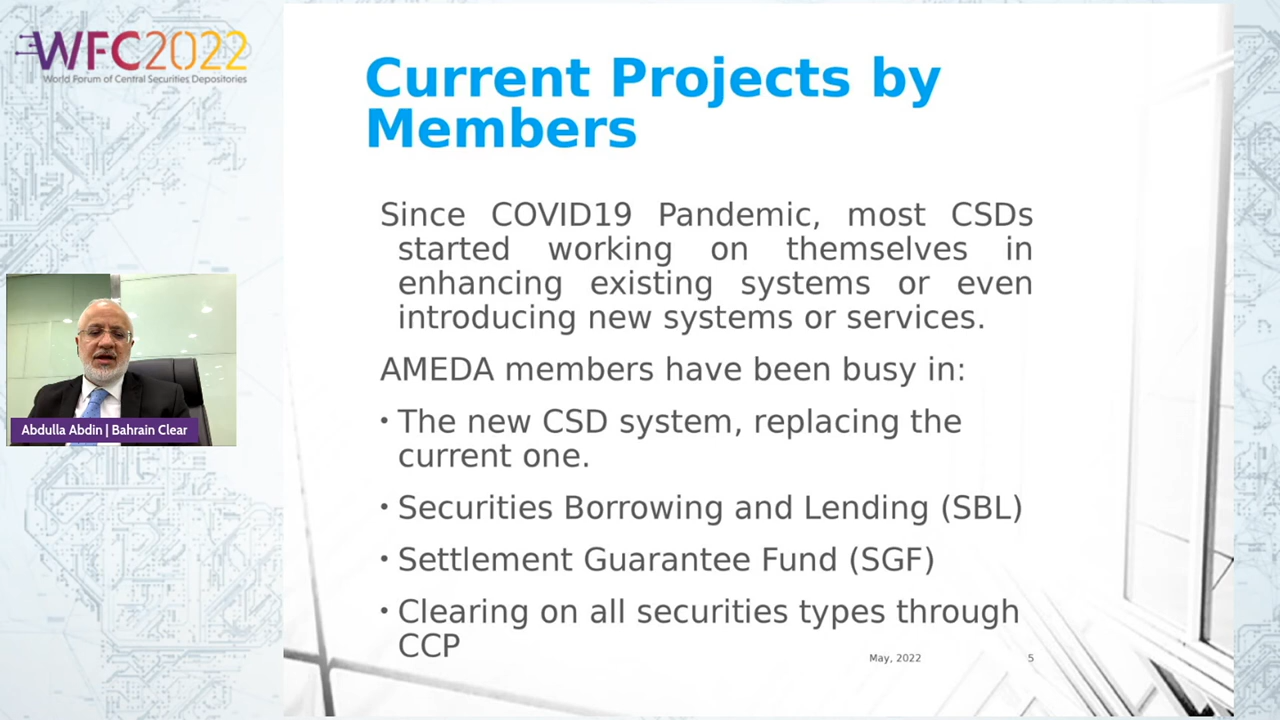 WFC2022
World Forum of Central Securities Depositories
Current Projects by
Members
Since COVID19 Pandemic, most CSDs
started working on themselves in
enhancing existing systems or even
introducing new systems or services.
AMEDA members have been busy in:
• The new CSD system, replacing the
current one.
• Securities Borrowing and Lending (SBL)
• Settlement Guarantee Fund (SGF)
• Clearing on all securities types through
CCP
May, 2022
5
Abdulla Abdin | Bahrain Clear